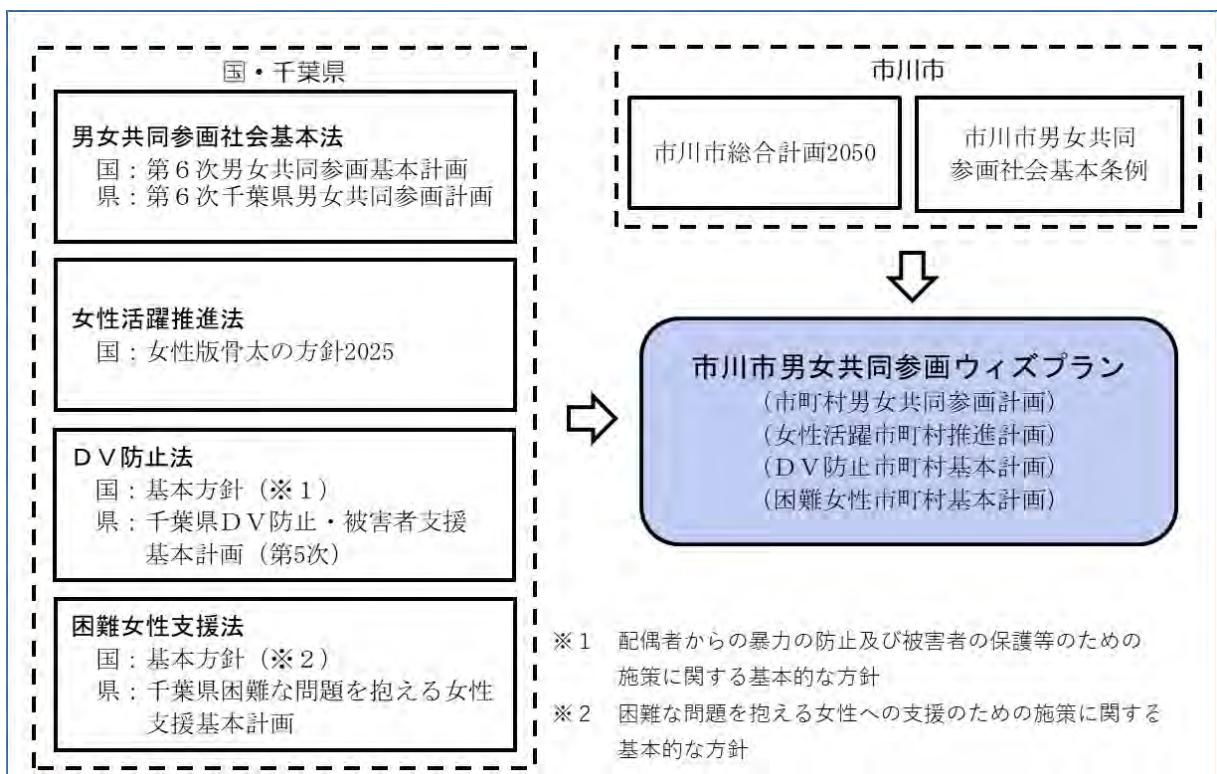 国・千葉県
男女共同参画社会基本法
国：第６次男女共同参画基本計画
県：第６次千葉県男女共同参画計画
女性活躍推進法
国：女性版骨太の方針2025
ＤＶ防止法
国：基本方針（※１）
県：千葉県ＤＶ防止・被害者支援
基本計画（第5次）
困難女性支援法
国：基本方針（※２）
県：千葉県困難な問題を抱える女性
支援基本計画
市川市
市川市総合計画2050
市川市男女共同
参画社会基本条例
市川市男女共同参画ウィズプラン
（市町村男女共同参画計画）
（女性活躍市町村推進計画）
（ＤＶ防止市町村基本計画）
（困難女性市町村基本計画）
※１　配偶者からの暴力の防止及び被害者の保護等のための
施策に関する基本的な方針
※２　困難な問題を抱える女性への支援のための施策に関する
基本的な方針